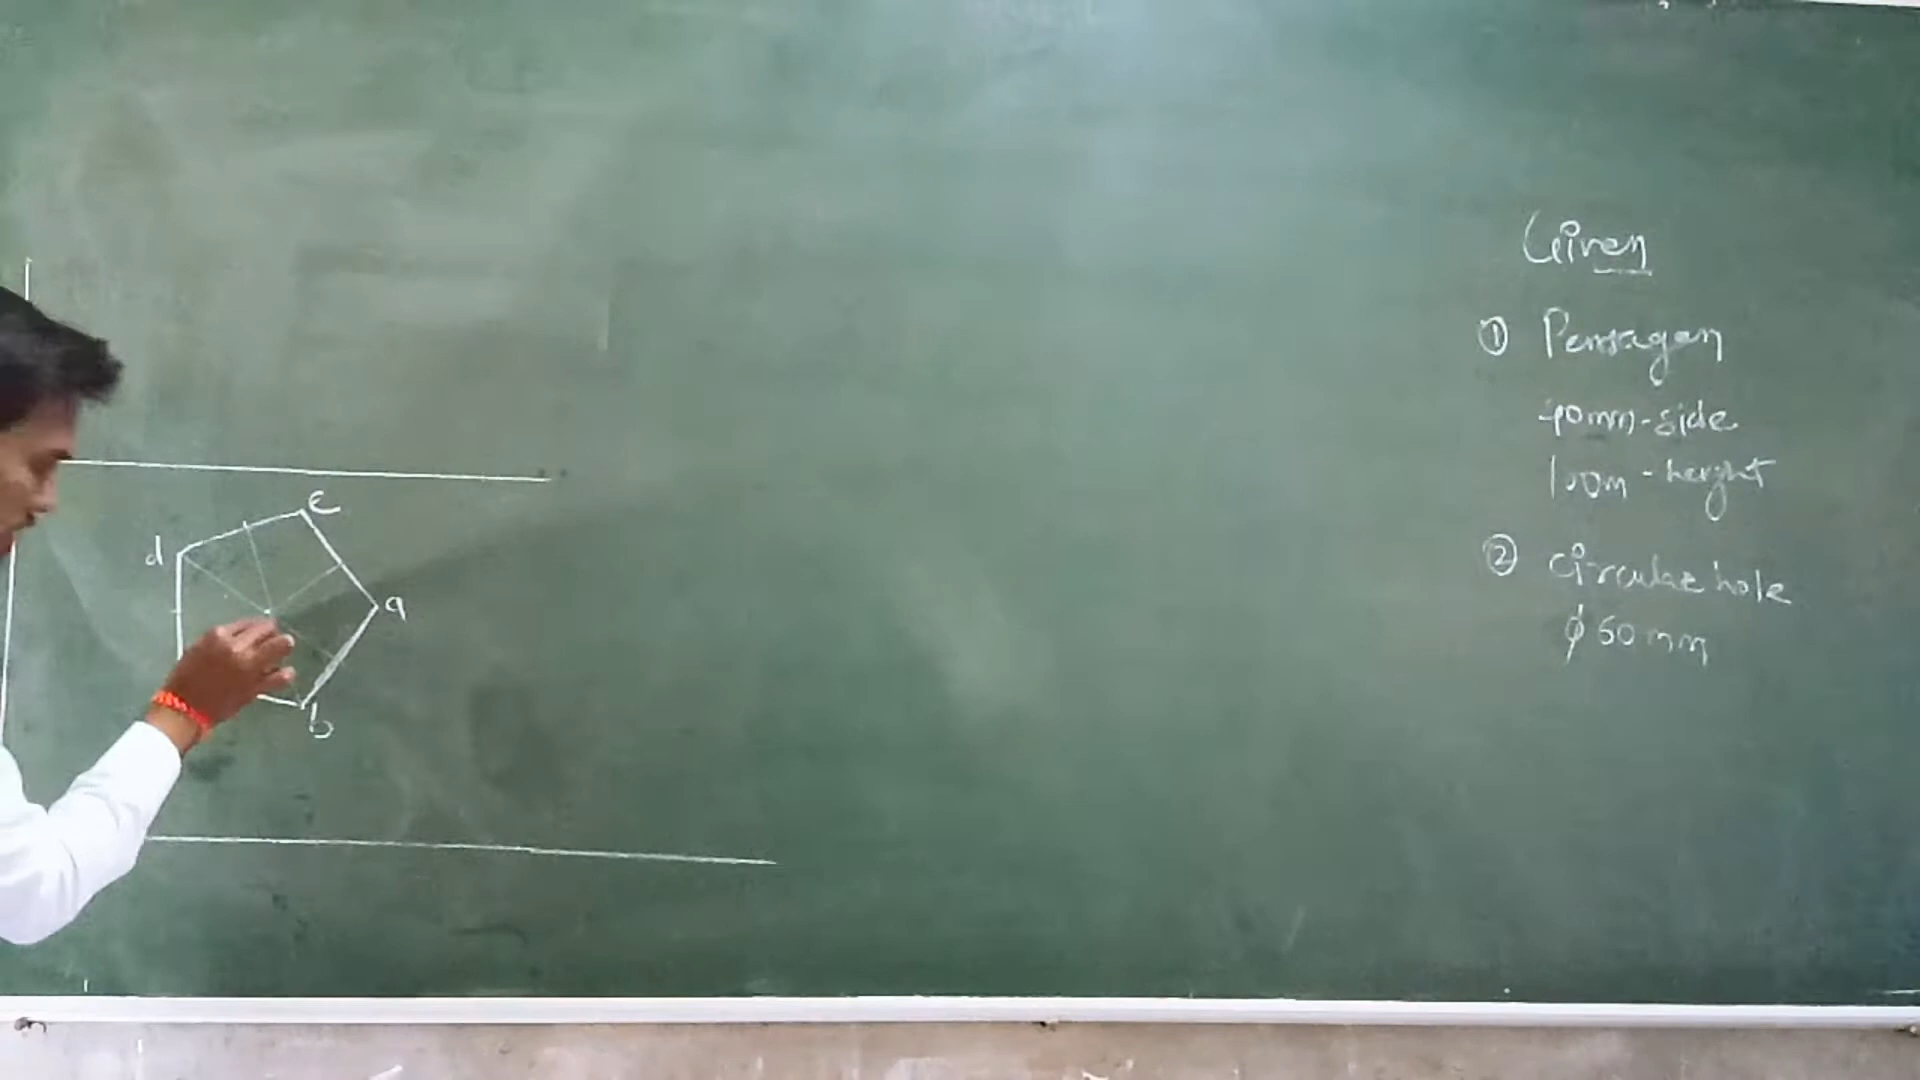 Given
① Pentagon
40mm-side
100m-height
② Circular hole
ϕ 50 mm
d
e
a
b